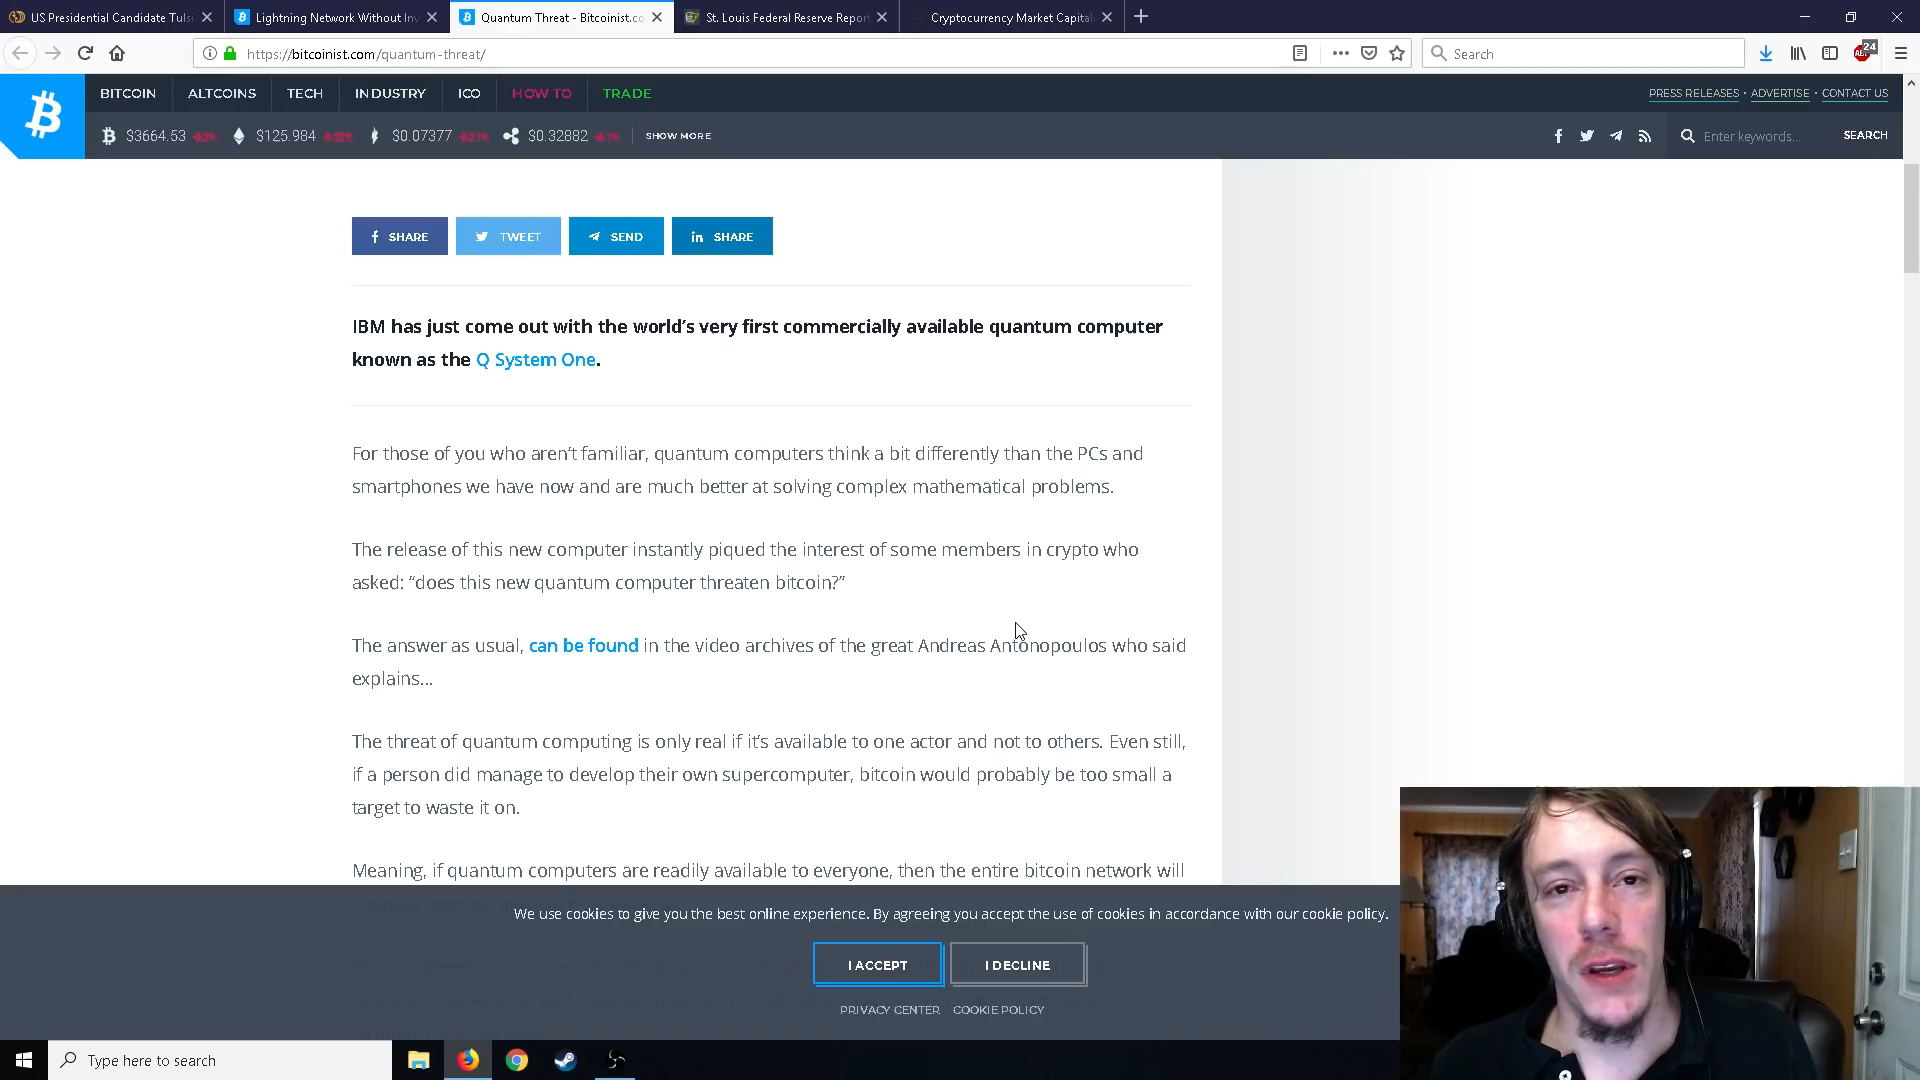 US Presidential Candidate Tulsi
Lightning Network Without Inv
Quantum Threat - Bitcoinist.co
St. Louis Federal Reserve Repor
Cryptocurrency Market Capitali
https://bitcoinist.com/quantum-threat/
Search
24
BITCOIN
ALTCOINS
TECH
INDUSTRY
ICO
HOW TO
TRADE
PRESS RELEASES • ADVERTISE • CONTACT US
$3664.53
$125.984
$0.07377
$0.32882
SHOW MORE
Enter keywords...
SEARCH
SHARE
TWEET
SEND
SHARE
IBM has just come out with the world's very first commercially available quantum computer
known as the Q System One.
For those of you who aren't familiar, quantum computers think a bit differently than the PCs and
smartphones we have now and are much better at solving complex mathematical problems.
The release of this new computer instantly piqued the interest of some members in crypto who
asked: “does this new quantum computer threaten bitcoin?”
The answer as usual, can be found in the video archives of the great Andreas Antonopoulos who said
explains…
The threat of quantum computing is only real if it's available to one actor and not to others. Even still,
if a person did manage to develop their own supercomputer, bitcoin would probably be too small a
target to waste it on.
Meaning, if quantum computers are readily available to everyone, then the entire bitcoin network will
We use cookies to give you the best online experience. By agreeing you accept the use of cookies in accordance with our cookie policy.
I ACCEPT
I DECLINE
PRIVACY CENTER
COOKIE POLICY
Type here to search